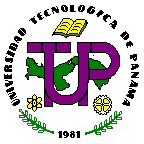 UNIVERSIDAD TECNOLOGICA DE PANAMA
UTP
1981